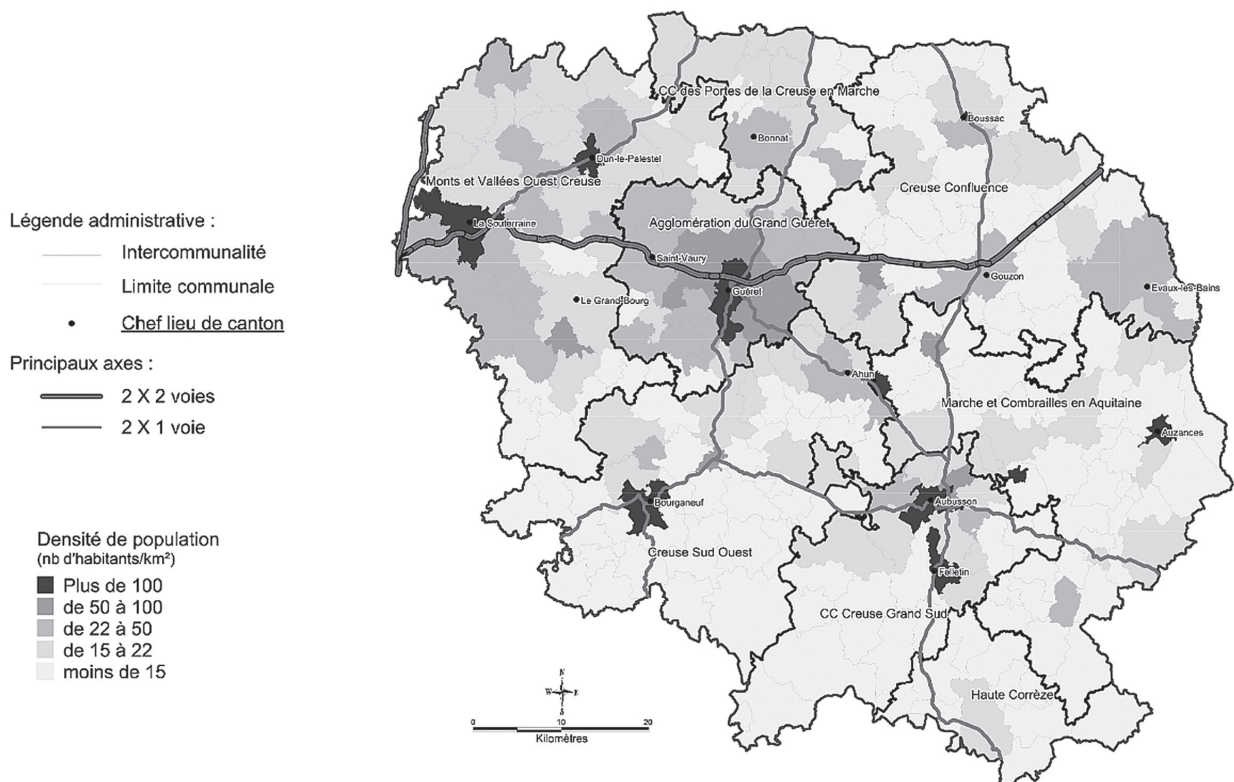 Légende administrative :
Intercommunalité
Limite communale
Chef lieu de canton
Principaux axes :
2 X 2 voies
2 X 1 voie
Densité de population
(nb d'habitants/km²)
Plus de 100
de 50 à 100
de 22 à 50
de 15 à 22
moins de 15
CC des Portes de la Creuse en Marche
Boussac
Bonnat
Dun-le-Palestel
Monts et Vallées Ouest Creuse
Creuse Confluence
La Souterraine
Agglomération du Grand Guéret
Saint-Vaury
Gouzon
Evaux-les-Bains
Guéret
Le Grand-Bourg
Ahun
Marche et Combrailles en Aquitaine
Auzances
Bourganeuf
Aubusson
Creuse Sud Ouest
Felletin
CC Creuse Grand Sud
Haute Corrèze
N
W E
S
0 10 20
Kilomètres